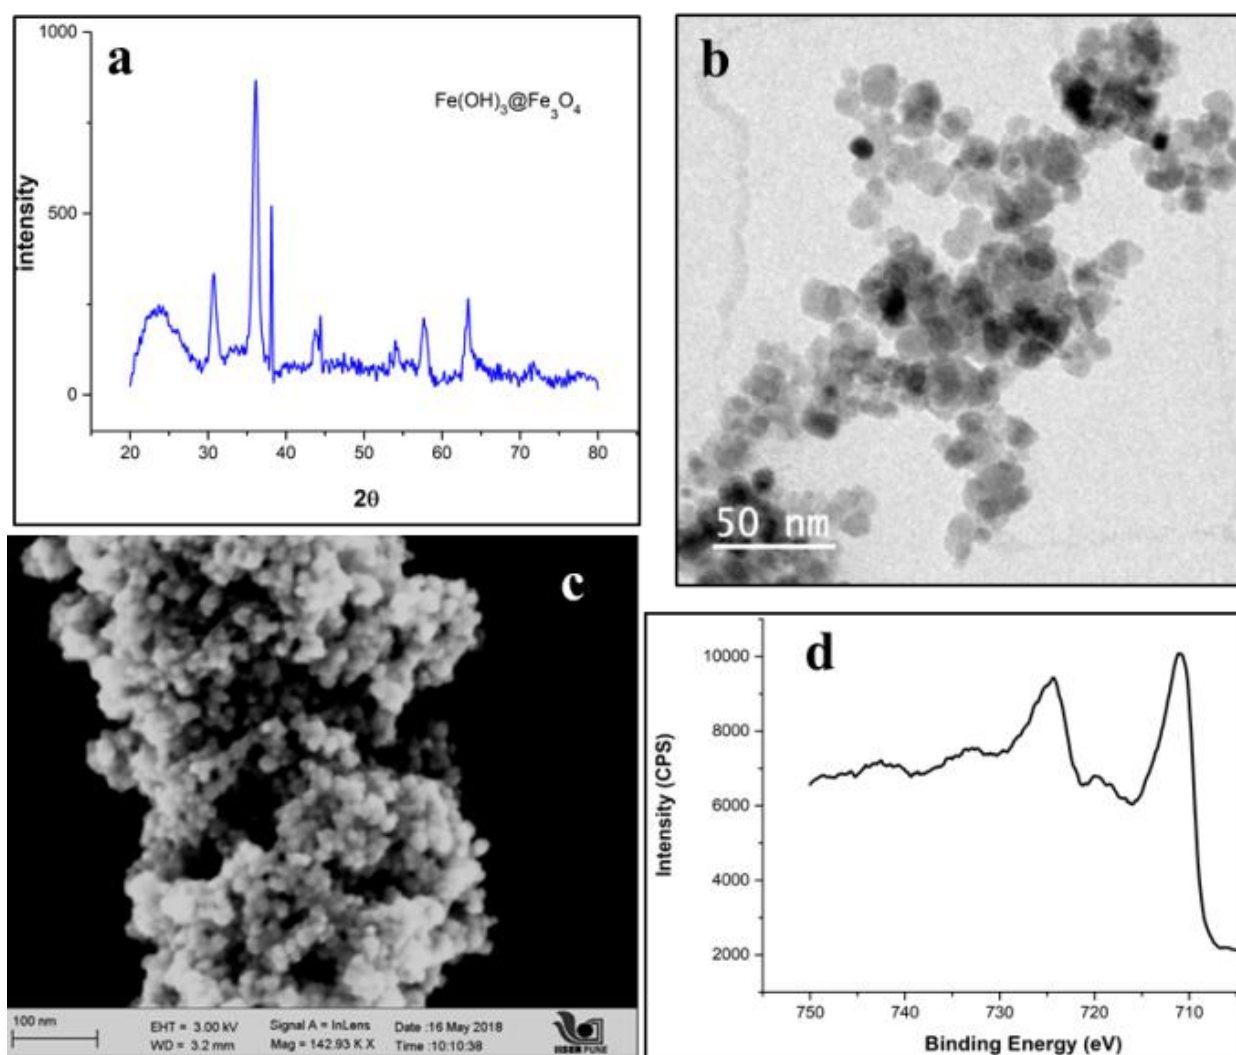 a
Fe(OH)3@Fe3O4
intensity
1000
500
0
20 30 40 50 60 70 80
2θ
b
50 nm
c
100 nm
EHT = 3.00 kV Signal A = InLens Date :16 May 2018
WD = 3.2 mm Mag = 142.93 K X Time :10:10:38
IISER PUNE
d
Intensity (CPS)
10000
8000
6000
4000
2000
750 740 730 720 710
Binding Energy (eV)